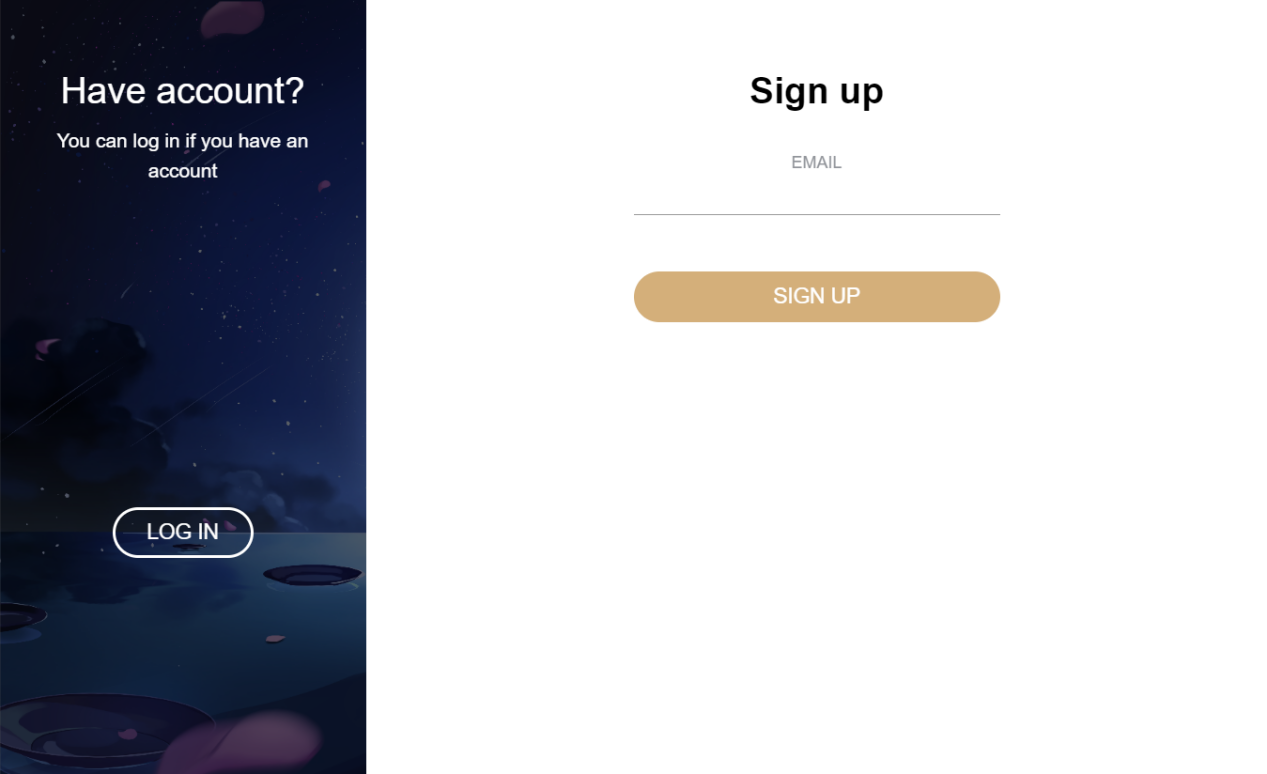 Have account?
You can log in if you have an
account
LOG IN
Sign up
EMAIL
SIGN UP